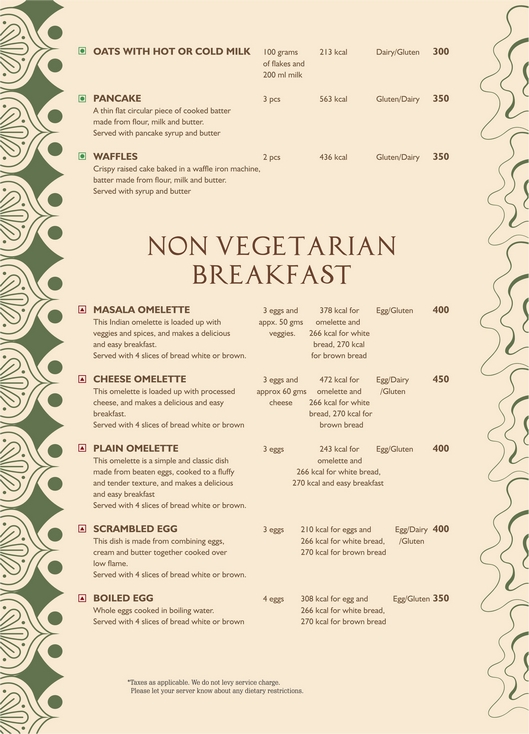 OATS WITH HOT OR COLD MILK 100 grams 213 kcal Dairy/Gluten 300
of flakes and
200 ml milk
PANCAKE 3 pcs 563 kcal Gluten/Dairy 350
A thin flat circular piece of cooked batter
made from flour, milk and butter.
Served with pancake syrup and butter
WAFFLES 2 pcs 436 kcal Gluten/Dairy 350
Crispy raised cake baked in a waffle iron machine,
batter made from flour, milk and butter.
Served with syrup and butter
NON VEGETARIAN
BREAKFAST
MASALA OMELETTE 3 eggs and 378 kcal for Egg/Gluten 400
This Indian omelette is loaded up with appx. 50 gms omelette and
veggies and spices, and makes a delicious veggies. 266 kcal for white
and easy breakfast. bread, 270 kcal
Served with 4 slices of bread white or brown. for brown bread
CHEESE OMELETTE 3 eggs and 472 kcal for Egg/Dairy 450
This omelette is loaded with processed approx 60 gms omelette and /Gluten
cheese, and makes a delicious and easy cheese 266 kcal for white
breakfast. bread, 270 kcal for
Served with 4 slices of bread white or brown brown bread
PLAIN OMELETTE 3 eggs 243 kcal for Egg/Gluten 400
This omelette is a simple and classic dish omelette and
made from beaten eggs, cooked to a fluffy 266 kcal for white bread,
and tender texture, and makes a delicious 270 kcal and easy breakfast
and easy breakfast
Served with 4 slices of bread white or brown.
SCRAMBLED EGG 3 eggs 210 kcal for eggs and Egg/Dairy 400
This dish is made from combining eggs, 266 kcal for white bread, /Gluten
cream and butter together cooked over 270 kcal for brown bread
low flame.
Served with 4 slices of bread white or brown.
BOILED EGG 4 eggs 308 kcal for egg and Egg/Gluten 350
Whole eggs cooked in boiling water. 266 kcal for white bread,
Served with 4 slices of bread white or brown 270 kcal for brown bread
*Taxes as applicable. We do not levy service charge.
Please let your server know about any dietary restrictions.